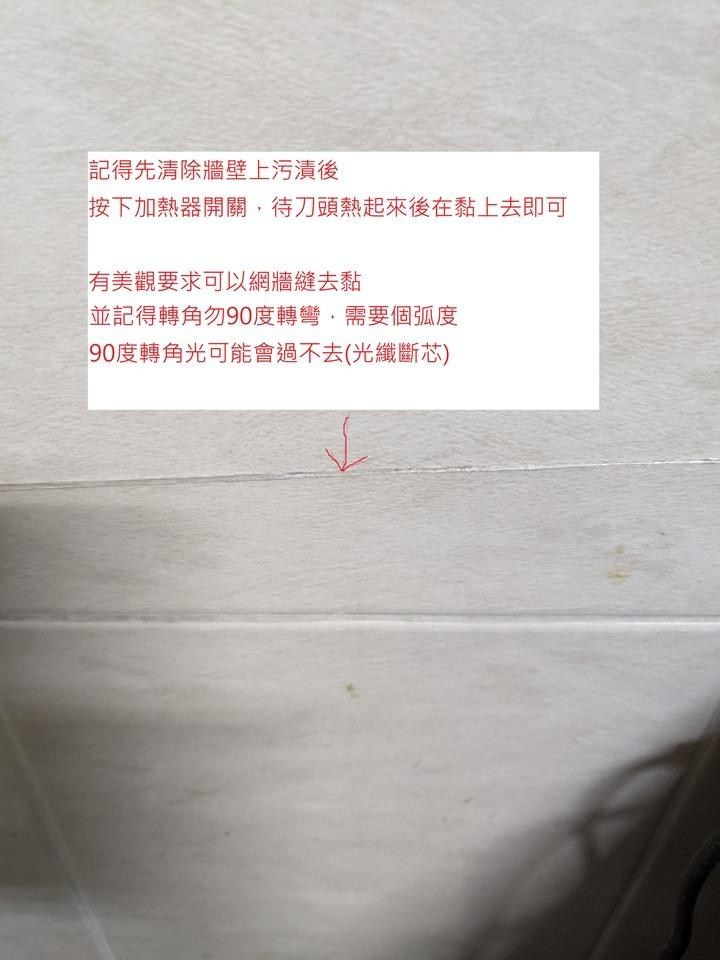 記得先清除牆壁上污漬後
按下加熱器開關，待刀頭熱起來後在黏上去即可
有美觀要求可以網牆縫去黏
並記得轉角勿90度轉彎，需要個弧度
90度轉角光可能會過不去(光纖斷芯)